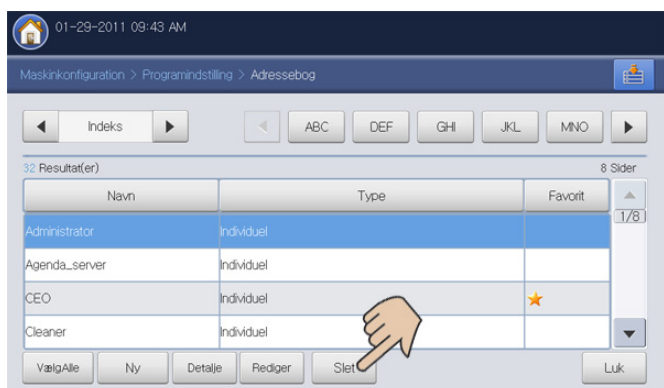 01-29-2011 09:43 AM
Maskinkonfiguration > Programindstilling > Adressebog
Indeks ABC DEF GHI JKL MNO
32 Resultat(er) 8 Sider
Navn Type Favorit
1/8
Administrator Individuel
Agenda_server Individuel
CEO Individuel
Cleaner Individuel
VælgAlle Ny Detalje Rediger Slet Luk